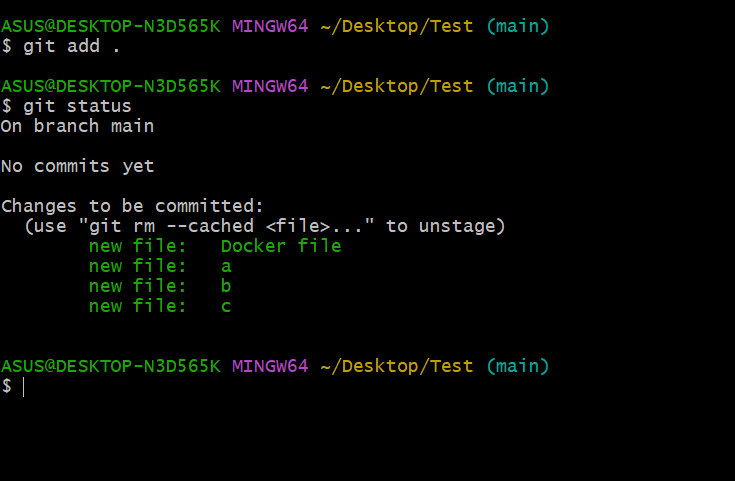 ASUS@DESKTOP-N3D565K MINGW64 ~/Desktop/Test (main)
$ git add .
ASUS@DESKTOP-N3D565K MINGW64 ~/Desktop/Test (main)
$ git status
On branch main
No commits yet
Changes to be committed:
  (use "git rm --cached <file>..." to unstage)
        new file:   Docker file
        new file:   a
        new file:   b
        new file:   c
ASUS@DESKTOP-N3D565K MINGW64 ~/Desktop/Test (main)
$